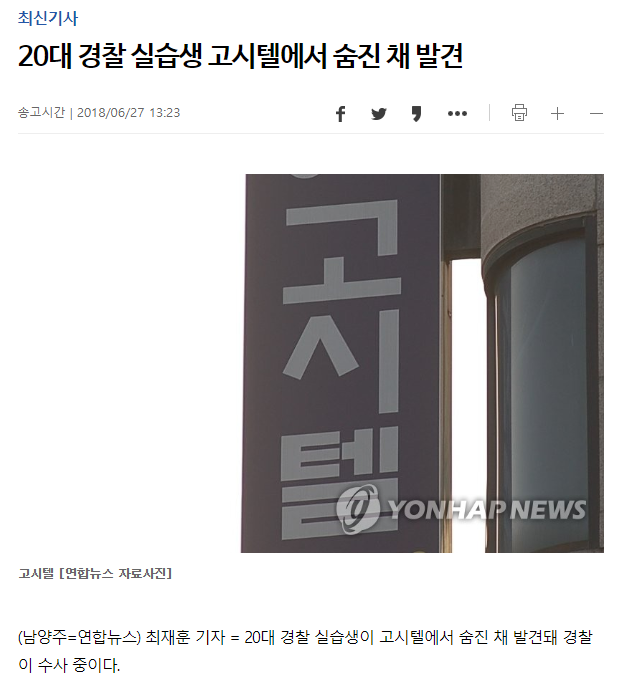 최신기사
20대 경찰 실습생 고시텔에서 숨진 채 발견
송고시간 | 2018/06/27 13:23
고시텔
YONHAP NEWS
고시텔 [연합뉴스 자료사진]
(남양주=연합뉴스) 최재훈 기자 = 20대 경찰 실습생이 고시텔에서 숨진 채 발견돼 경찰
이 수사 중이다.